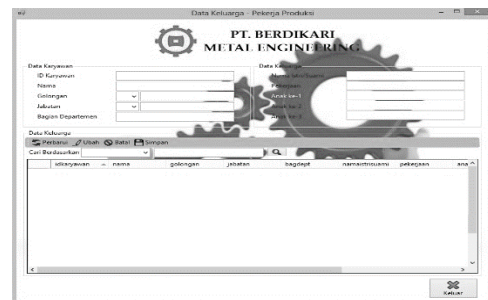 Data Keluarga - Pekerja Produksi
PT. BERDIKARI
METAL ENGINEERING
Data Karyawan
Data Keluarga
ID Karyawan
Nama
Golongan
Jabatan
Bagian Departemen
Nama Istri/Suami
Pekerjaan
Anak ke-1
Anak ke-2
Anak ke-3
Data Keluarga
Perbarui Ubah Batal Simpan
Cari Berdasarkan
idkaryawan nama golongan jabatan bagdept namaistrisuami pekerjaan ana
Keluar